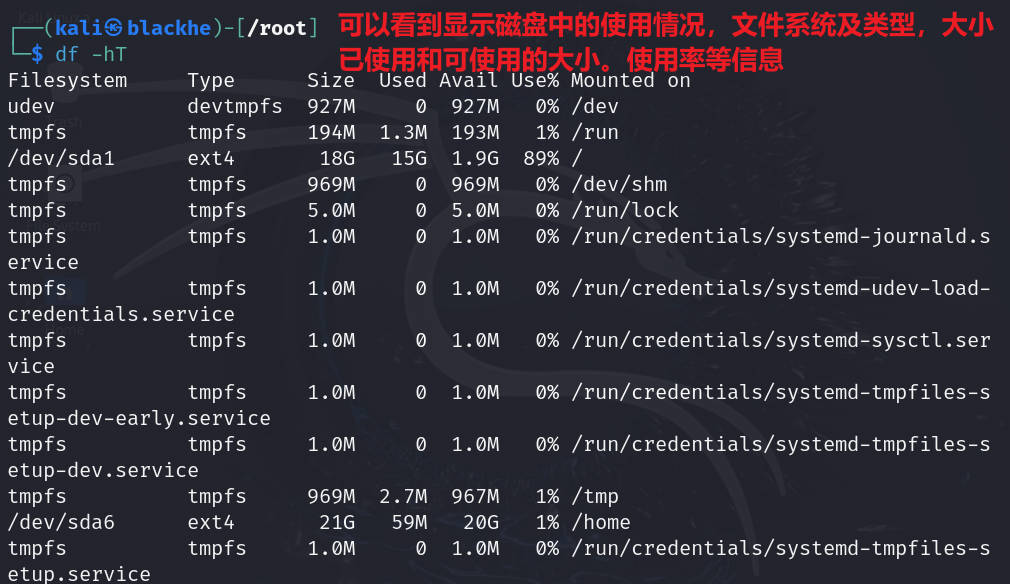 ┌──(kali㉿blackhe)-[/root]
可以看到显示磁盘中的使用情况，文件系统及类型，大小
已使用和可使用的大小。使用率等信息
└─$ df -hT
Filesystem     Type      Size  Used Avail Use% Mounted on
udev           devtmpfs  927M     0  927M   0% /dev
tmpfs          tmpfs     194M  1.3M  193M   1% /run
/dev/sda1      ext4       18G   15G  1.9G  89% /
tmpfs          tmpfs     969M     0  969M   0% /dev/shm
tmpfs          tmpfs     5.0M     0  5.0M   0% /run/lock
tmpfs          tmpfs     1.0M     0  1.0M   0% /run/credentials/systemd-journald.s
ervice
tmpfs          tmpfs     1.0M     0  1.0M   0% /run/credentials/systemd-udev-load-
credentials.service
tmpfs          tmpfs     1.0M     0  1.0M   0% /run/credentials/systemd-sysctl.ser
vice
tmpfs          tmpfs     1.0M     0  1.0M   0% /run/credentials/systemd-tmpfiles-s
etup-dev-early.service
tmpfs          tmpfs     1.0M     0  1.0M   0% /run/credentials/systemd-tmpfiles-s
etup-dev.service
tmpfs          tmpfs     969M  2.7M  967M   1% /tmp
/dev/sda6      ext4       21G   59M   20G   1% /home
tmpfs          tmpfs     1.0M     0  1.0M   0% /run/credentials/systemd-tmpfiles-s
etup.service